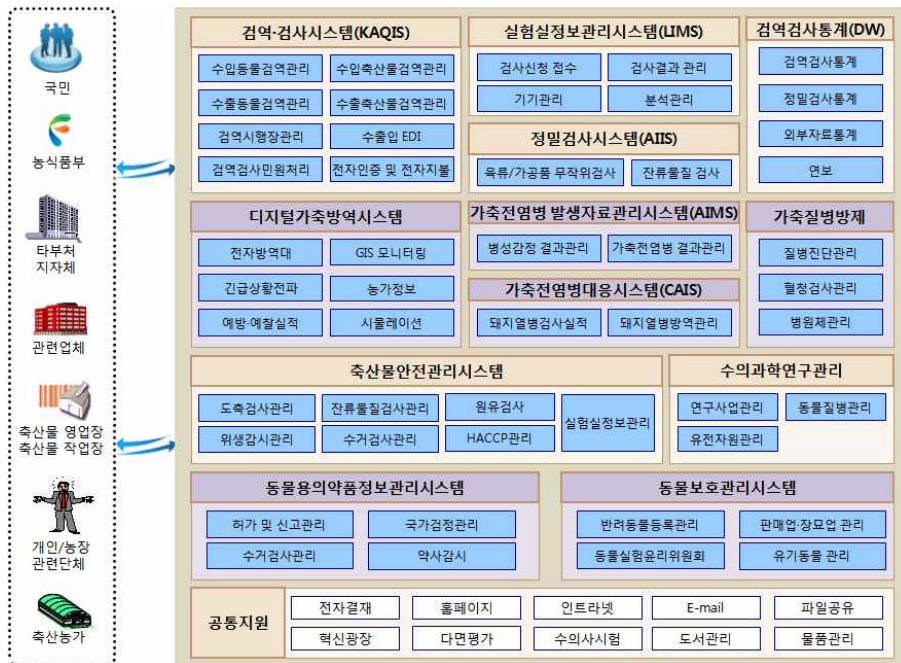 국민
농식품부
타부처
지자체
관련업체
축산물 영업장
축산물 작업장
개인/농장
관련단체
축산농가
검역·검사시스템(KAQIS)
수입동물검역관리 수입축산물검역관리
수출동물검역관리 수출축산물검역관리
검역시행장관리 수출입 EDI
검역검사민원처리 전자인증 및 전자지불
실험실정보관리시스템(LIMS)
검사신청 접수 검사결과 관리
기기관리 분석관리
정밀검사시스템(AIIS)
육류/가공품 무작위검사 잔류물질 검사
검역검사통계(DW)
검역검사통계
정밀검사통계
외부자료통계
연보
디지털가축방역시스템
전자방역대 GIS 모니터링
긴급상황전파 농가정보
예방·예찰실적 시뮬레이션
가축전염병 발생자료관리시스템(AIMS)
병성감정 결과관리 가축전염병 결과관리
가축전염병대응시스템(CAIS)
돼지열병검사실적 돼지열병방역관리
가축질병방제
질병진단관리
혈청검사관리
병원체관리
축산물안전관리시스템
도축검사관리 잔류물질검사관리 원유검사 실험실정보관리
위생감시관리 수거검사관리 HACCP관리
수의과학연구관리
연구사업관리 동물질병관리
유전자원관리
동물용의약품정보관리시스템
허가 및 신고관리 국가검정관리
수거검사관리 약사감시
동물보호관리시스템
반려동물등록관리 판매업·장묘업 관리
동물실험윤리위원회 유기동물 관리
공통지원
전자결재 홈페이지 인트라넷 E-mail 파일공유
혁신광장 다면평가 수의사시험 도서관리 물품관리